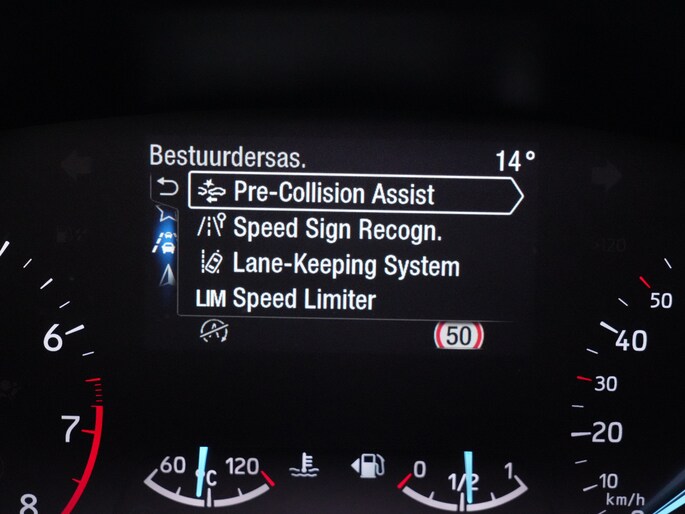 Bestuurdersas. 14°
Pre-Collision Assist
Speed Sign Recogn.
Lane-Keeping System
LIM Speed Limiter
50
50
6
40
30
7
20
60 °C 120
0 1/2 1
10
km/h
8